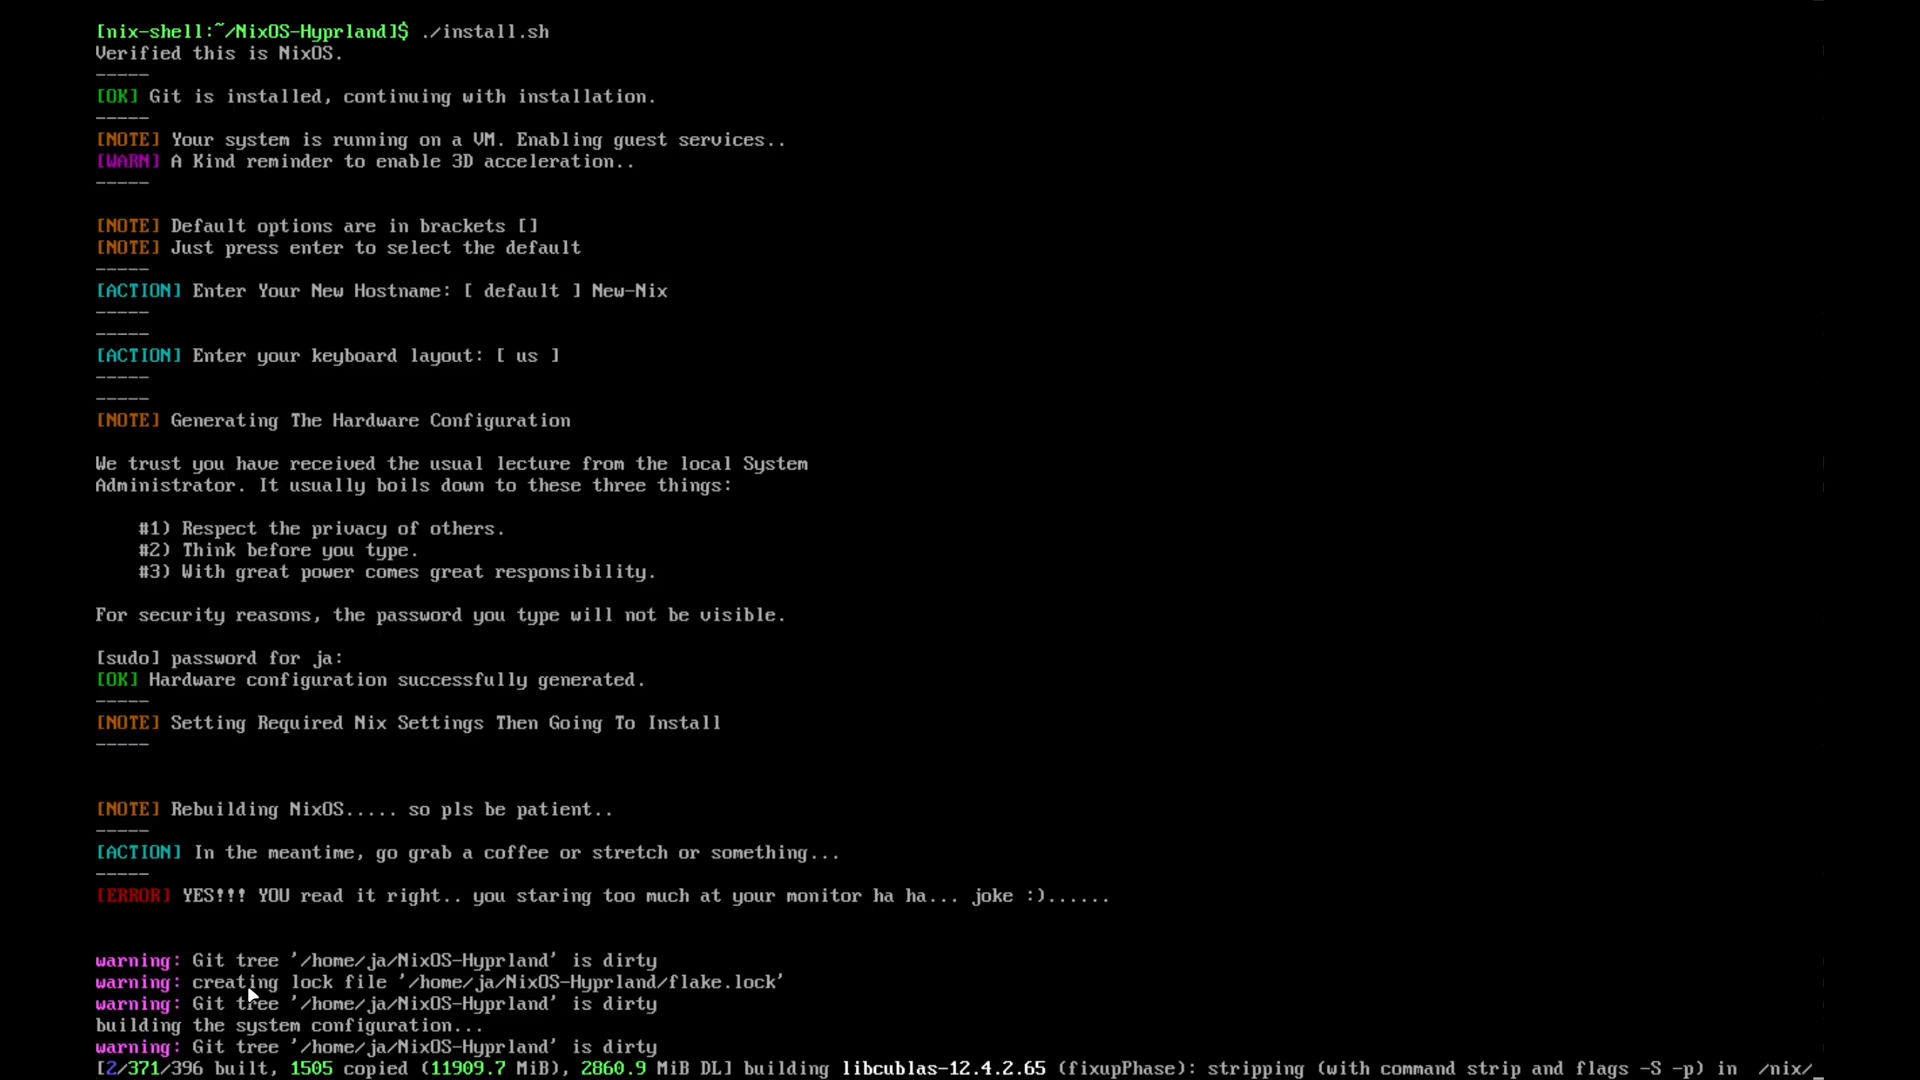 [nix-shell:~/NixOS-Hyprland]$ ./install.sh
Verified this is NixOS.
-----
[OK] Git is installed, continuing with installation.
-----
[NOTE] Your system is running on a VM. Enabling guest services..
[WARN] A Kind reminder to enable 3D acceleration..
-----
[NOTE] Default options are in brackets []
[NOTE] Just press enter to select the default
-----
[ACTION] Enter Your New Hostname: [ default ] New-Nix
-----
-----
[ACTION] Enter your keyboard layout: [ us ]
-----
-----
[NOTE] Generating The Hardware Configuration
We trust you have received the usual lecture from the local System
Administrator. It usually boils down to these three things:
#1) Respect the privacy of others.
#2) Think before you type.
#3) With great power comes great responsibility.
For security reasons, the password you type will not be visible.
[sudo] password for ja:
[OK] Hardware configuration successfully generated.
-----
[NOTE] Setting Required Nix Settings Then Going To Install
-----
[NOTE] Rebuilding NixOS..... so pls be patient..
-----
[ACTION] In the meantime, go grab a coffee or stretch or something...
-----
[ERROR] YES!!! YOU read it right.. you staring too much at your monitor ha ha... joke :)......
warning: Git tree '/home/ja/NixOS-Hyprland' is dirty
warning: creating lock file '/home/ja/NixOS-Hyprland/flake.lock'
warning: Git tree '/home/ja/NixOS-Hyprland' is dirty
building the system configuration...
warning: Git tree '/home/ja/NixOS-Hyprland' is dirty
[2/371/396 built, 1505 copied (11909.7 MiB), 2860.9 MiB DL] building libcublas-12.4.2.65 (fixupPhase): stripping (with command strip and flags -S -p) in  /nix/_